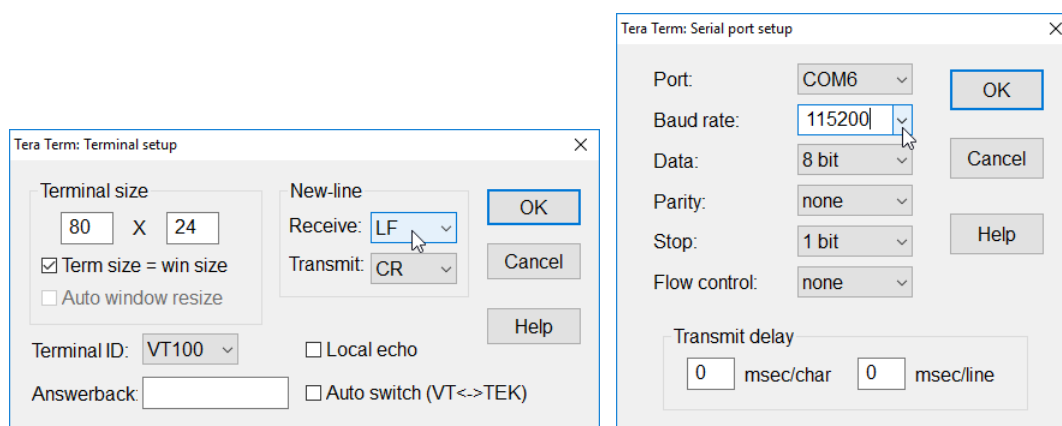 Tera Term: Terminal setup
Terminal size
80 X 24
Term size = win size
Auto window resize
New-line
Receive: LF
Transmit: CR
OK
Cancel
Help
Terminal ID: VT100
Local echo
Answerback:
Auto switch (VT<->TEK)
Tera Term: Serial port setup
Port: COM6
Baud rate: 115200
Data: 8 bit
Parity: none
Stop: 1 bit
Flow control: none
OK
Cancel
Help
Transmit delay
0 msec/char 0 msec/line